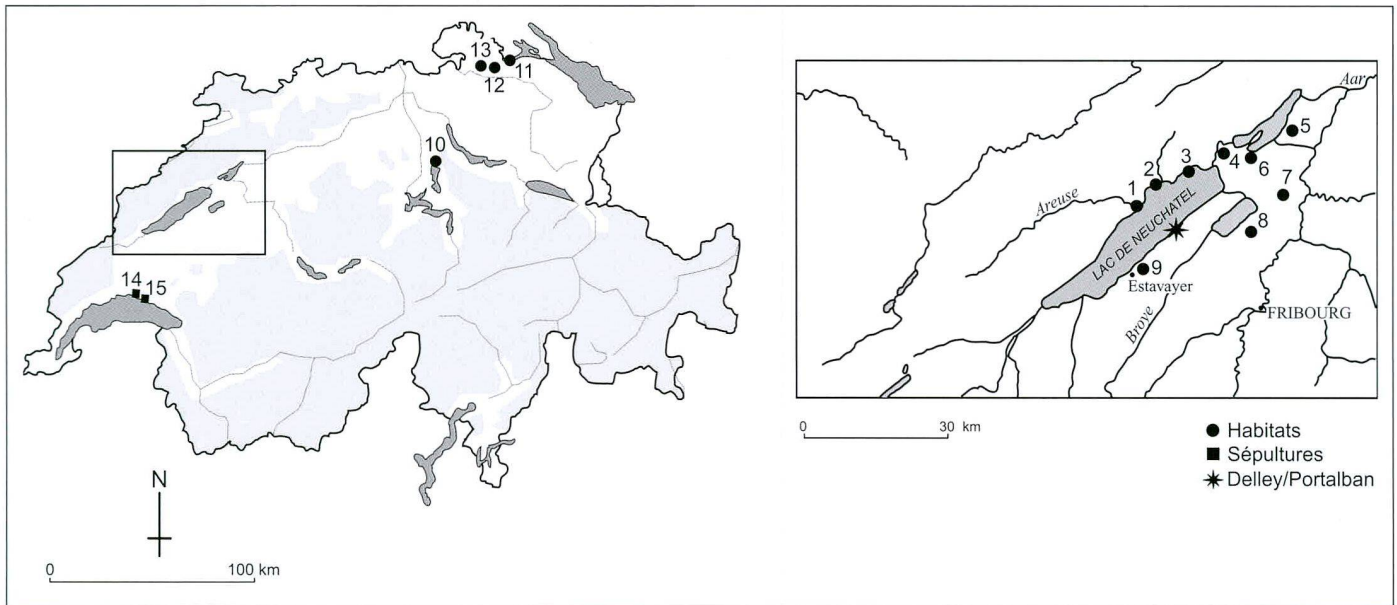 13
11
12
10
14
15
N
0 100 km
Aar
5
4
6
3
2
7
1
Areuse
8
LAC DE NEUCHATEL
9
Estavayer
Broye
FRIBOURG
0 30 km
Habitats
Sépultures
Delley/Portalban